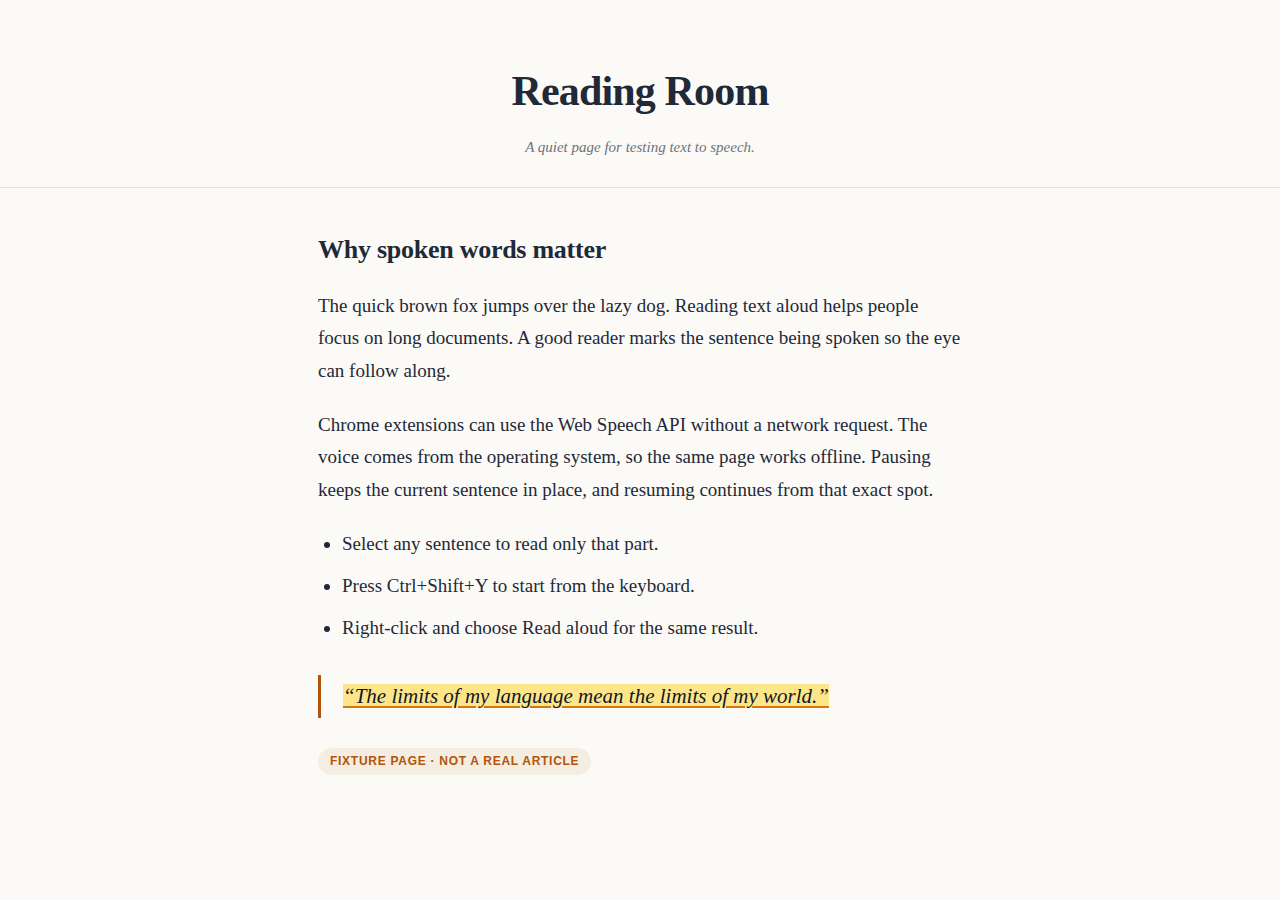 Reading Room
A quiet page for testing text to speech.
Why spoken words matter
The quick brown fox jumps over the lazy dog. Reading text aloud helps people
focus on long documents. A good reader marks the sentence being spoken so the eye
can follow along.
Chrome extensions can use the Web Speech API without a network request. The
voice comes from the operating system, so the same page works offline. Pausing
keeps the current sentence in place, and resuming continues from that exact spot.
• Select any sentence to read only that part.
• Press Ctrl+Shift+Y to start from the keyboard.
• Right-click and choose Read aloud for the same result.
“The limits of my language mean the limits of my world.”
FIXTURE PAGE · NOT A REAL ARTICLE